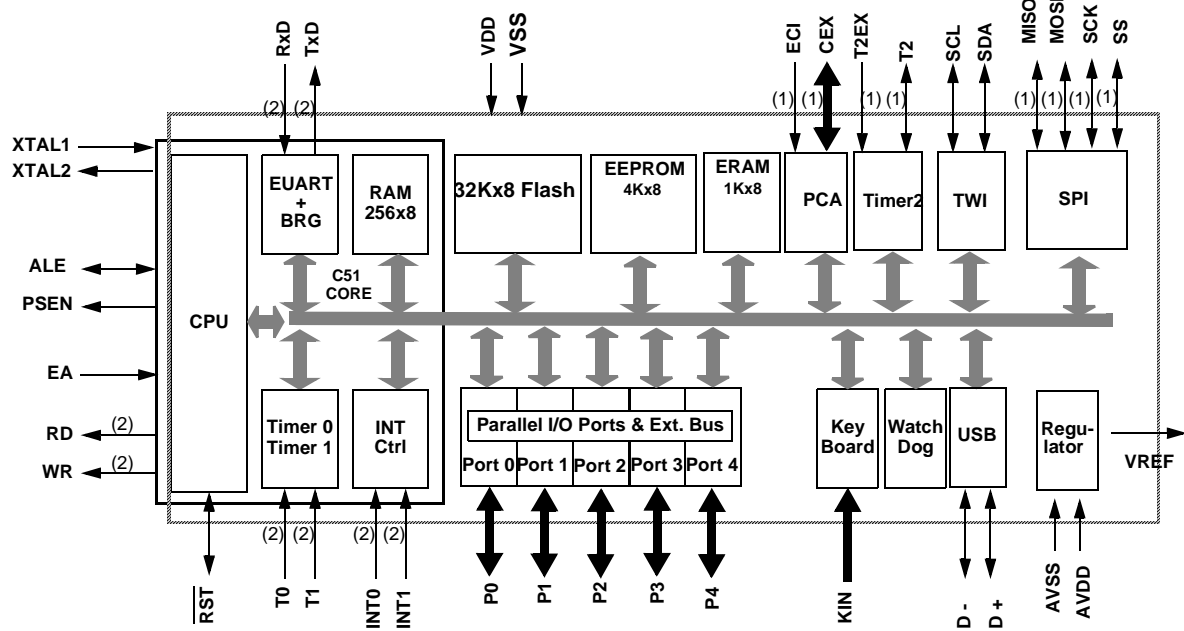 RxD
TxD
VDD
VSS
ECI
CEX
T2EX
T2
SCL
SDA
MISO
MOSI
SCK
SS
(2) (2)
(1) (1) (1) (1) (1) (1) (1) (1)
XTAL1
XTAL2
ALE
PSEN
EA
RD (2)
WR (2)
CPU
EUART
+
BRG
RAM
256x8
C51
CORE
32Kx8 Flash
EEPROM
4Kx8
ERAM
1Kx8
PCA
Timer2
TWI
SPI
Timer 0
Timer 1
INT
Ctrl
Parallel I/O Ports & Ext. Bus
Port 0 Port 1 Port 2 Port 3 Port 4
Key
Board
Watch
Dog
USB
Regu-
lator
VREF
(2) (2) (2) (2)
RST
T0
T1
INT0
INT1
P0
P1
P2
P3
P4
KIN
D -
D +
AVSS
AVDD